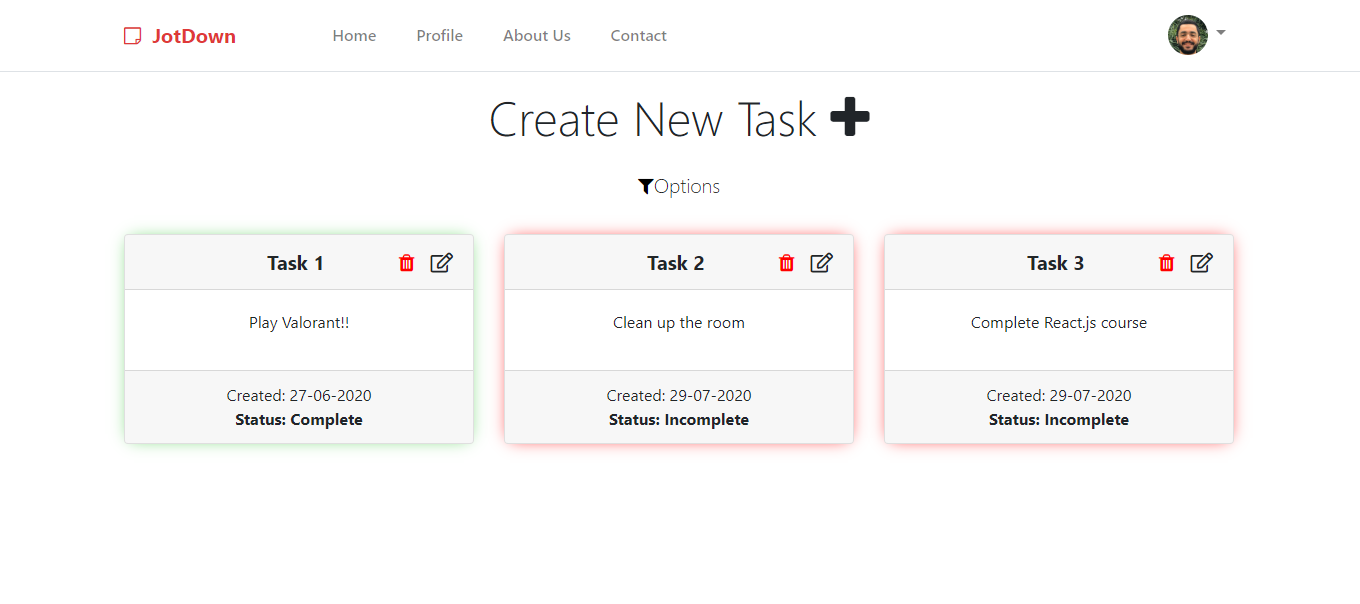 JotDown
Home Profile About Us Contact
Create New Task
Options
Task 1
Play Valorant!!
Created: 27-06-2020
Status: Complete
Task 2
Clean up the room
Created: 29-07-2020
Status: Incomplete
Task 3
Complete React.js course
Created: 29-07-2020
Status: Incomplete